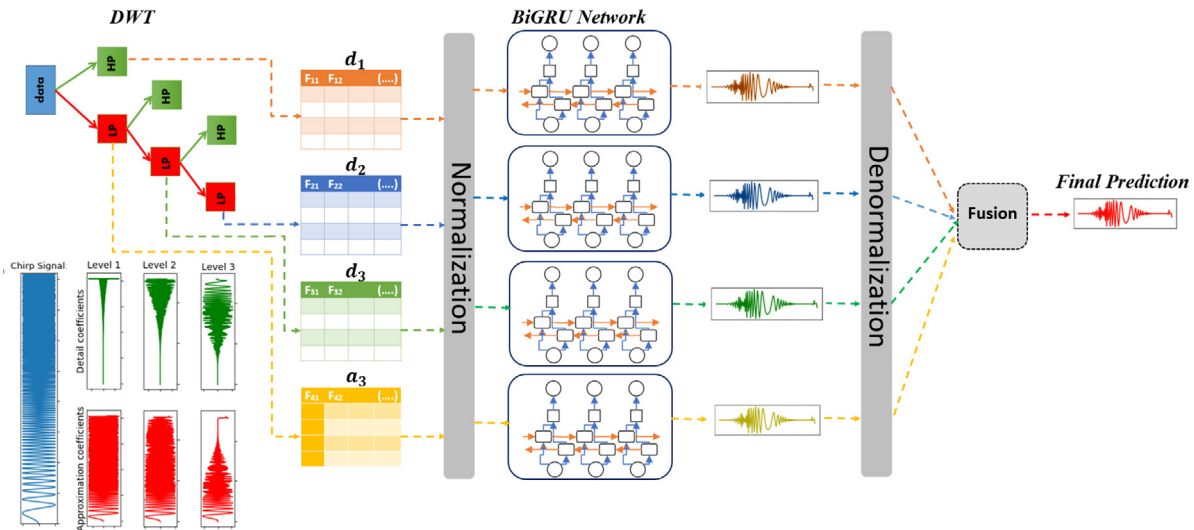 DWT
BiGRU Network
data
HP
HP
HP
LP
LP
LP
d₁
F₁₁ F₁₂ (....)
d₂
F₂₁ F₂₂ (....)
d₃
F₃₁ F₃₂ (....)
a₃
F₄₁ F₄₂ (....)
Normalization
Denormalization
Fusion
Final Prediction
Chirp Signal:
Level 1
Level 2
Level 3
Detail coefficients
Approximation coefficients